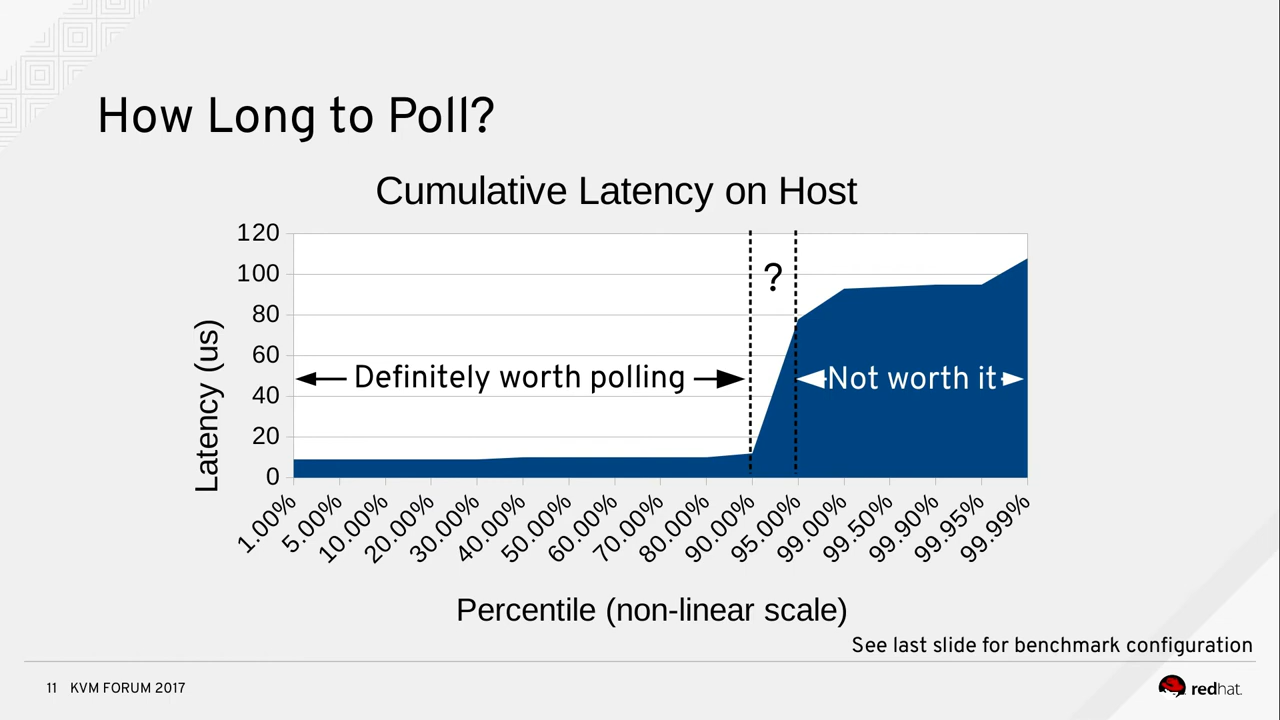 How Long to Poll?
Cumulative Latency on Host
120
100
80
60
40
20
0
Latency (us)
?
Definitely worth polling
Not worth it
1.00%
5.00%
10.00%
20.00%
30.00%
40.00%
50.00%
60.00%
70.00%
80.00%
90.00%
95.00%
99.00%
99.50%
99.90%
99.95%
99.99%
Percentile (non-linear scale)
See last slide for benchmark configuration
11 KVM FORUM 2017
redhat.